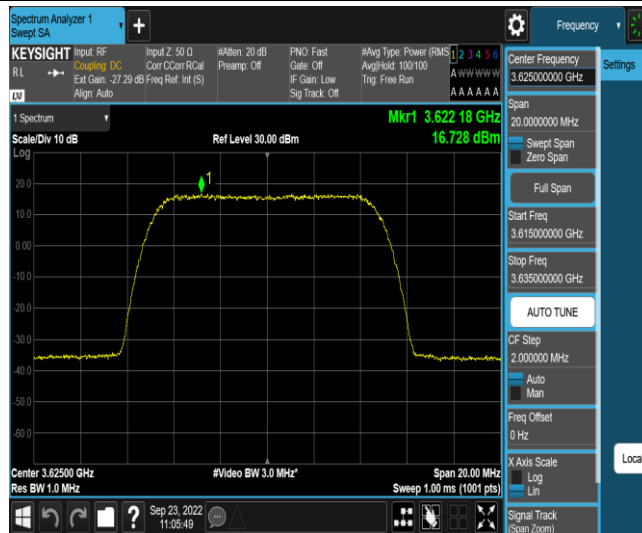 Spectrum Analyzer 1
Swept SA
Frequency
KEYSIGHT
RL
LXI
Input: RF
Coupling: DC
Ext Gain: -27.29 dB
Align: Auto
Input Z: 50 Ω
Corr CCorr RCal
Freq Ref: Int (S)
#Atten: 20 dB
Preamp: Off
PNO: Fast
Gate: Off
IF Gain: Low
Sig Track: Off
#Avg Type: Power (RMS
Avg|Hold: 100/100
Trig: Free Run
1 2 3 4 5 6
A W W W W W
A A A A A A
Center Frequency
3.625000000 GHz
Settings
1 Spectrum
Mkr1 3.622 18 GHz
Scale/Div 10 dB
Ref Level 30.00 dBm
16.728 dBm
Log
1
20.0
10.0
0.00
-10.0
-20.0
-30.0
-40.0
-50.0
-60.0
Span
20.0000000 MHz
Swept Span
Zero Span
Full Span
Start Freq
3.615000000 GHz
Stop Freq
3.635000000 GHz
AUTO TUNE
CF Step
2.000000 MHz
Auto
Man
Freq Offset
0 Hz
X Axis Scale
Log
Lin
Local
Signal Track
(Span Zoom)
Center 3.62500 GHz
#Video BW 3.0 MHz*
Span 20.00 MHz
Res BW 1.0 MHz
Sweep 1.00 ms (1001 pts)
?
Sep 23, 2022
11:05:49